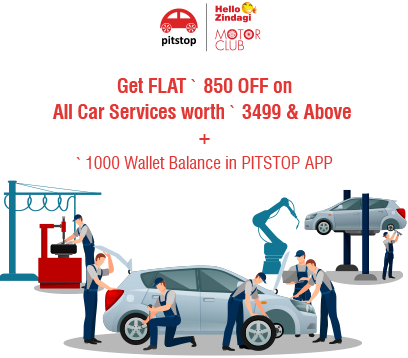 pitstop
Hello
Zindagi
MOTOR
CLUB
Get FLAT ` 850 OFF on
All Car Services worth ` 3499 & Above
+
` 1000 Wallet Balance in PITSTOP APP